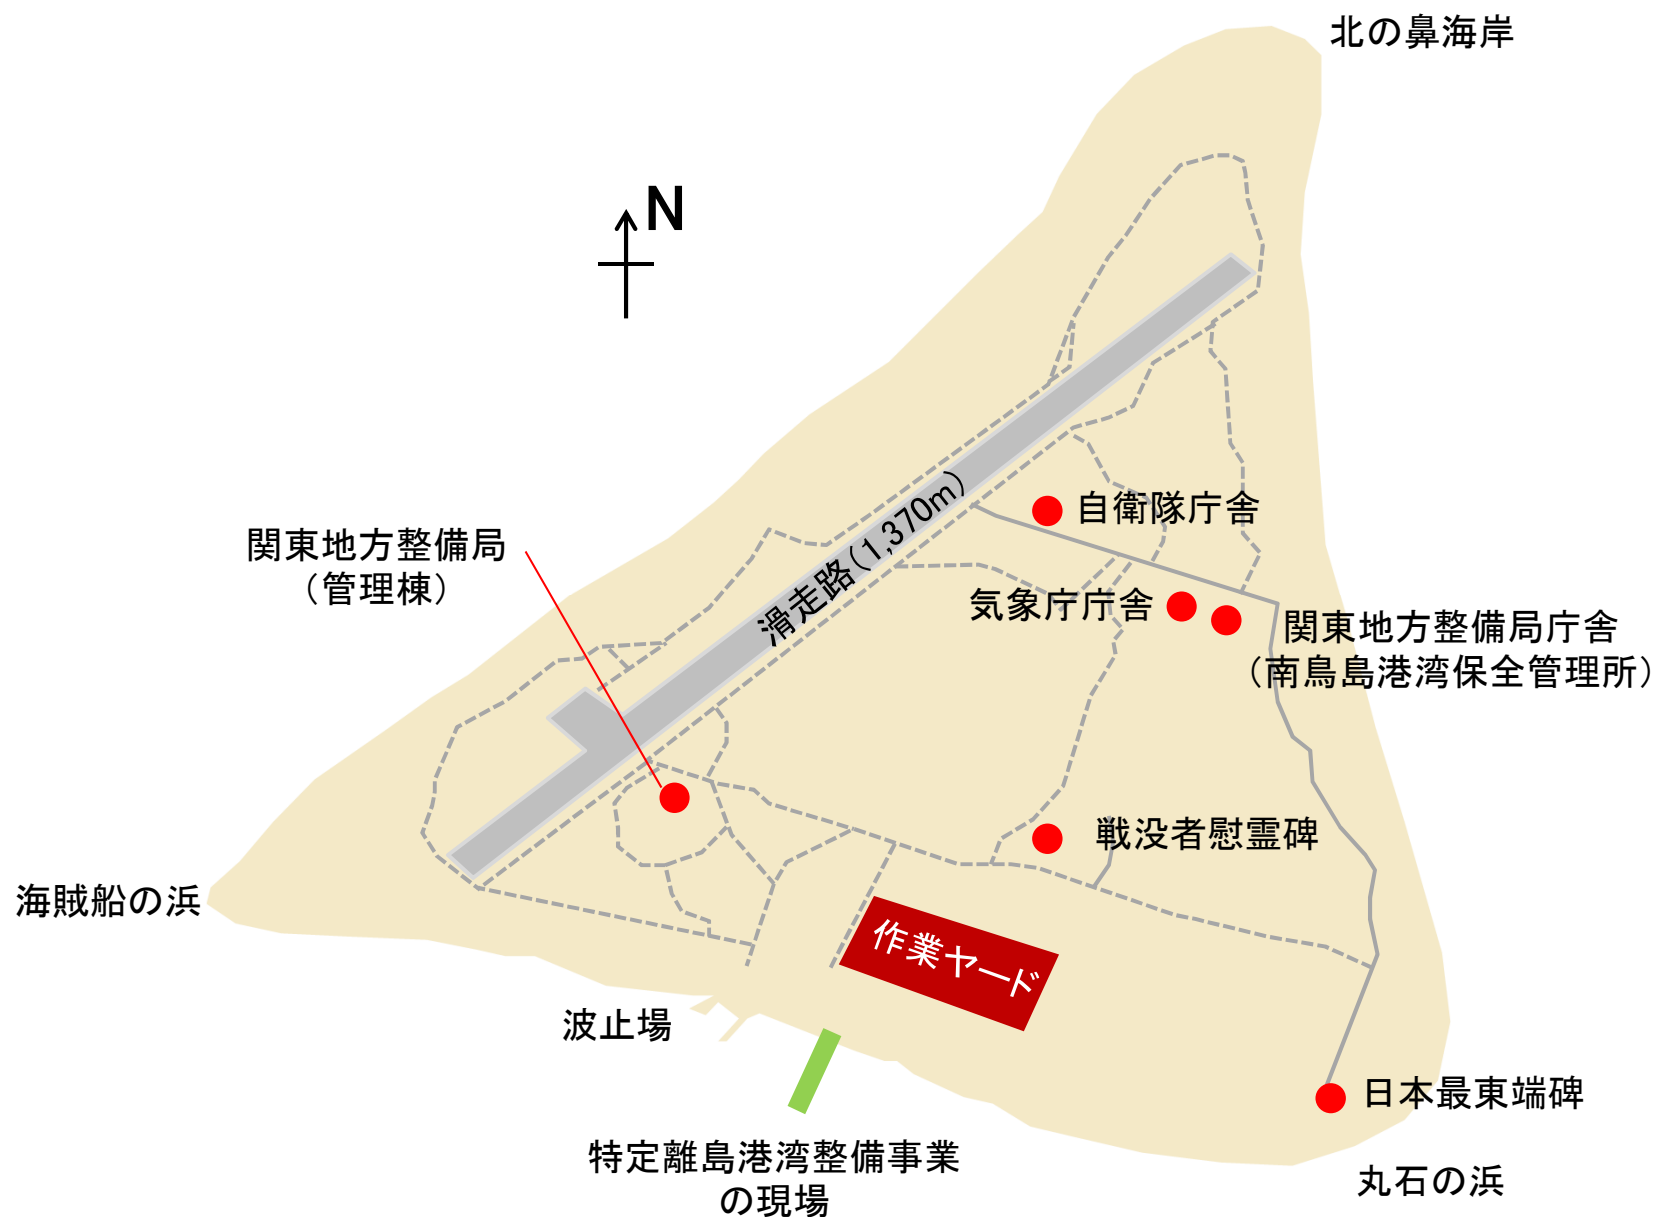 北の鼻海岸
N
滑走路（1,370m）
自衛隊庁舎
関東地方整備局
（管理棟）
気象庁庁舎
関東地方整備局庁舎
（南鳥島港湾保全管理所）
戦没者慰霊碑
海賊船の浜
作業ヤード
波止場
日本最東端碑
特定離島港湾整備事業
の現場
丸石の浜